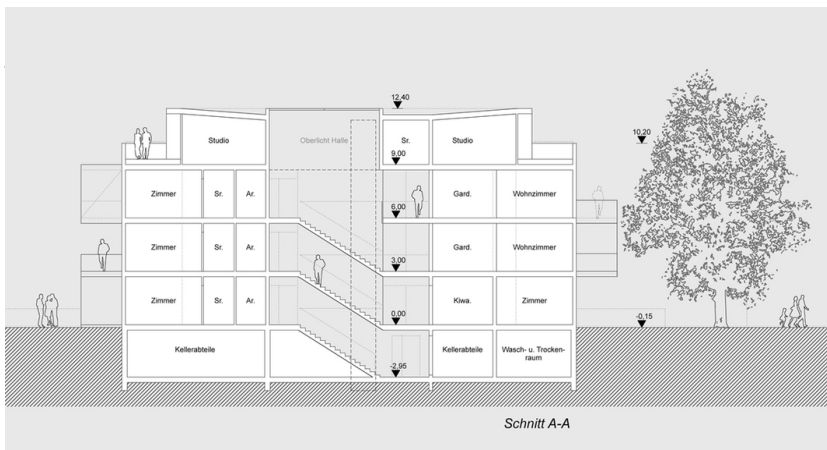 12,40
10,20
Studio
Oberlicht Halle
Sr.
Studio
9,00
Zimmer
Sr.
Ar.
Gard.
Wohnzimmer
6,00
Zimmer
Sr.
Ar.
Gard.
Wohnzimmer
3,00
Zimmer
Sr.
Ar.
Kiwa.
Zimmer
0,00
-0,15
Kellerabteile
Kellerabteile
Wasch- u. Trocken-
raum
-2,95
Schnitt A-A